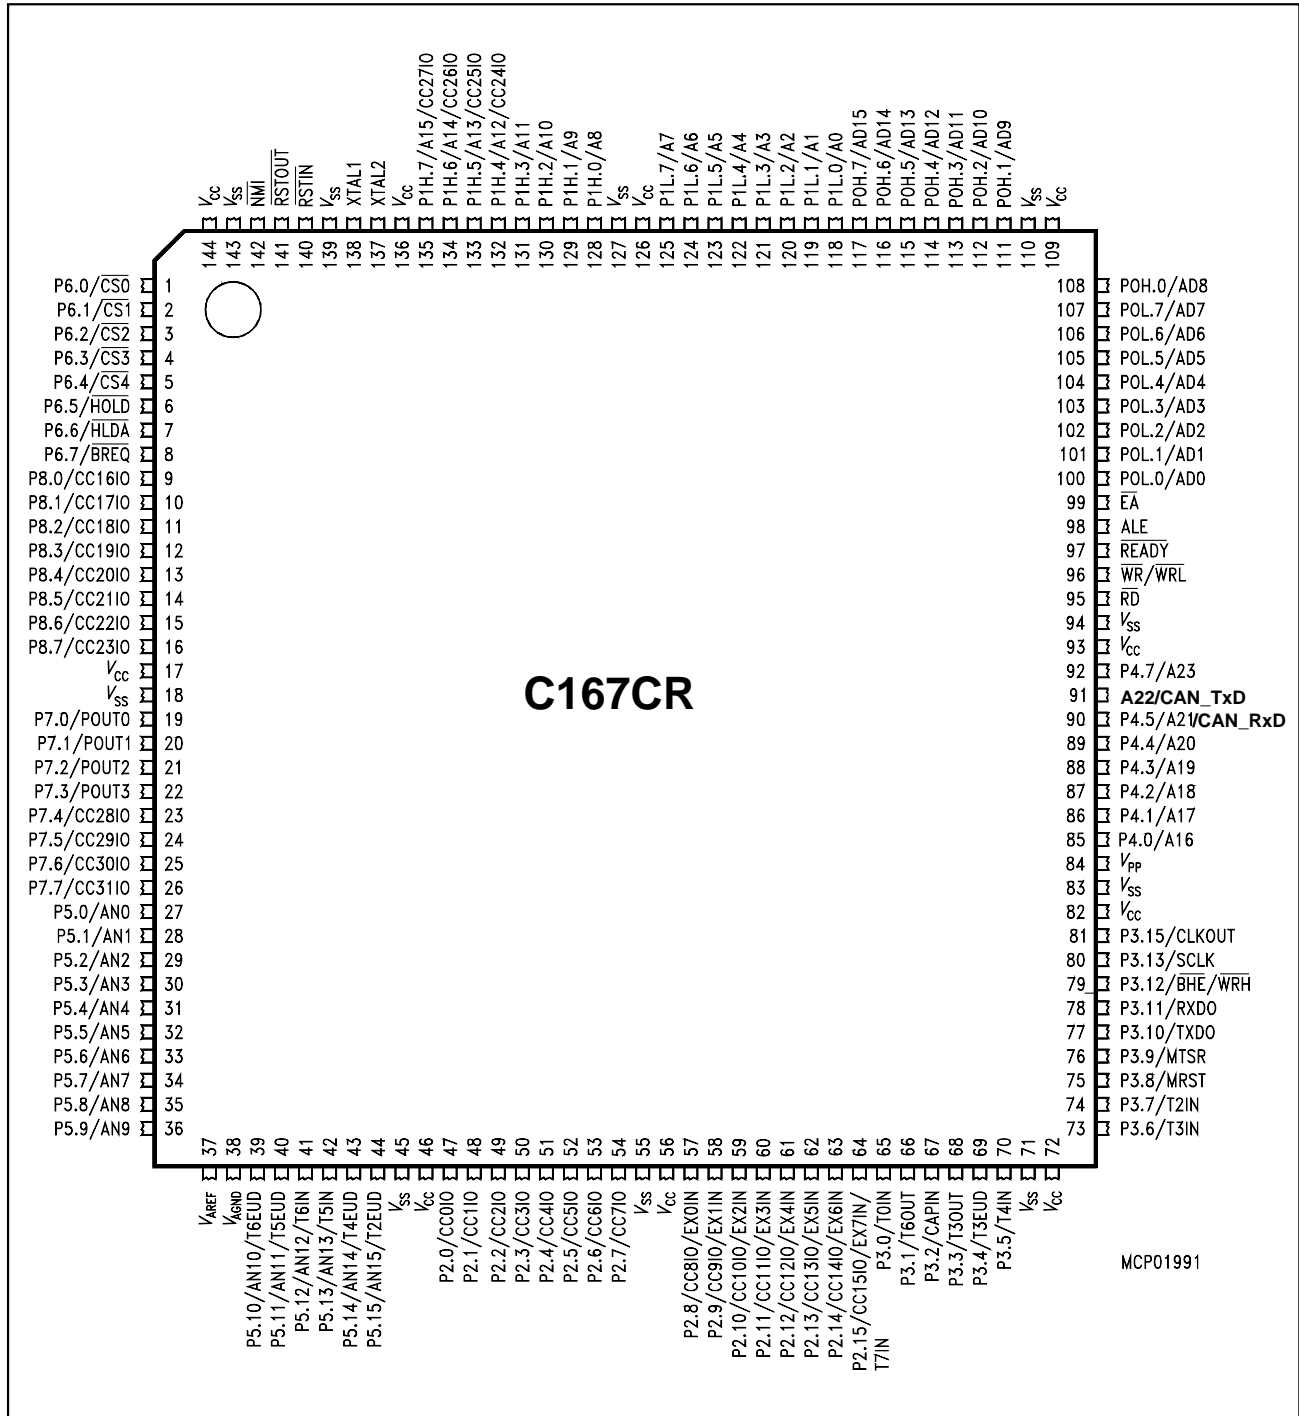 P1H.7/A15/CC27IO
P1H.6/A14/CC26IO
P1H.5/A13/CC25IO
P1H.4/A12/CC24IO
P1H.3/A11
P1H.2/A10
P1H.1/A9
P1H.0/A8
VSS
VCC
P1L.7/A7
P1L.6/A6
P1L.5/A5
P1L.4/A4
P1L.3/A3
P1L.2/A2
P1L.1/A1
P1L.0/A0
P0H.7/AD15
P0H.6/AD14
P0H.5/AD13
P0H.4/AD12
P0H.3/AD11
P0H.2/AD10
P0H.1/AD9
VSS
VCC
VCC
VSS
NMI
RSTOUT
RSTIN
VSS
XTAL1
XTAL2
VCC
144 143 142 141 140 139 138 137 136 135 134 133 132 131 130 129 128 127 126 125 124 123 122 121 120 119 118 117 116 115 114 113 112 111 110 109
P6.0/CS0 1
P6.1/CS1 2
P6.2/CS2 3
P6.3/CS3 4
P6.4/CS4 5
P6.5/HOLD 6
P6.6/HLDA 7
P6.7/BREQ 8
P8.0/CC16IO 9
P8.1/CC17IO 10
P8.2/CC18IO 11
P8.3/CC19IO 12
P8.4/CC20IO 13
P8.5/CC21IO 14
P8.6/CC22IO 15
P8.7/CC23IO 16
VCC 17
VSS 18
P7.0/POUT0 19
P7.1/POUT1 20
P7.2/POUT2 21
P7.3/POUT3 22
P7.4/CC28IO 23
P7.5/CC29IO 24
P7.6/CC30IO 25
P7.7/CC31IO 26
P5.0/AN0 27
P5.1/AN1 28
P5.2/AN2 29
P5.3/AN3 30
P5.4/AN4 31
P5.5/AN5 32
P5.6/AN6 33
P5.7/AN7 34
P5.8/AN8 35
P5.9/AN9 36
C167CR
108 P0H.0/AD8
107 P0L.7/AD7
106 P0L.6/AD6
105 P0L.5/AD5
104 P0L.4/AD4
103 P0L.3/AD3
102 P0L.2/AD2
101 P0L.1/AD1
100 P0L.0/AD0
99 EA
98 ALE
97 READY
96 WR/WRL
95 RD
94 VSS
93 VCC
92 P4.7/A23
91 A22/CAN_TxD
90 P4.5/A21/CAN_RxD
89 P4.4/A20
88 P4.3/A19
87 P4.2/A18
86 P4.1/A17
85 P4.0/A16
84 VPP
83 VSS
82 VCC
81 P3.15/CLKOUT
80 P3.13/SCLK
79 P3.12/BHE/WRH
78 P3.11/RXD0
77 P3.10/TXD0
76 P3.9/MTSR
75 P3.8/MRST
74 P3.7/T2IN
73 P3.6/T3IN
37 38 39 40 41 42 43 44 45 46 47 48 49 50 51 52 53 54 55 56 57 58 59 60 61 62 63 64 65 66 67 68 69 70 71 72
VAREF
VAGND
P5.10/AN10/T6EUD
P5.11/AN11/T5EUD
P5.12/AN12/T6IN
P5.13/AN13/T5IN
P5.14/AN14/T4EUD
P5.15/AN15/T2EUD
VSS
VCC
P2.0/CC0IO
P2.1/CC1IO
P2.2/CC2IO
P2.3/CC3IO
P2.4/CC4IO
P2.5/CC5IO
P2.6/CC6IO
P2.7/CC7IO
VSS
VCC
P2.8/CC8IO/EX0IN
P2.9/CC9IO/EX1IN
P2.10/CC10IO/EX2IN
P2.11/CC11IO/EX3IN
P2.12/CC12IO/EX4IN
P2.13/CC13IO/EX5IN
P2.14/CC14IO/EX6IN
P2.15/CC15IO/EX7IN/
T7IN
P3.0/T0IN
P3.1/T6OUT
P3.2/CAPIN
P3.3/T3OUT
P3.4/T3EUD
P3.5/T4IN
VSS
VCC
MCP01991